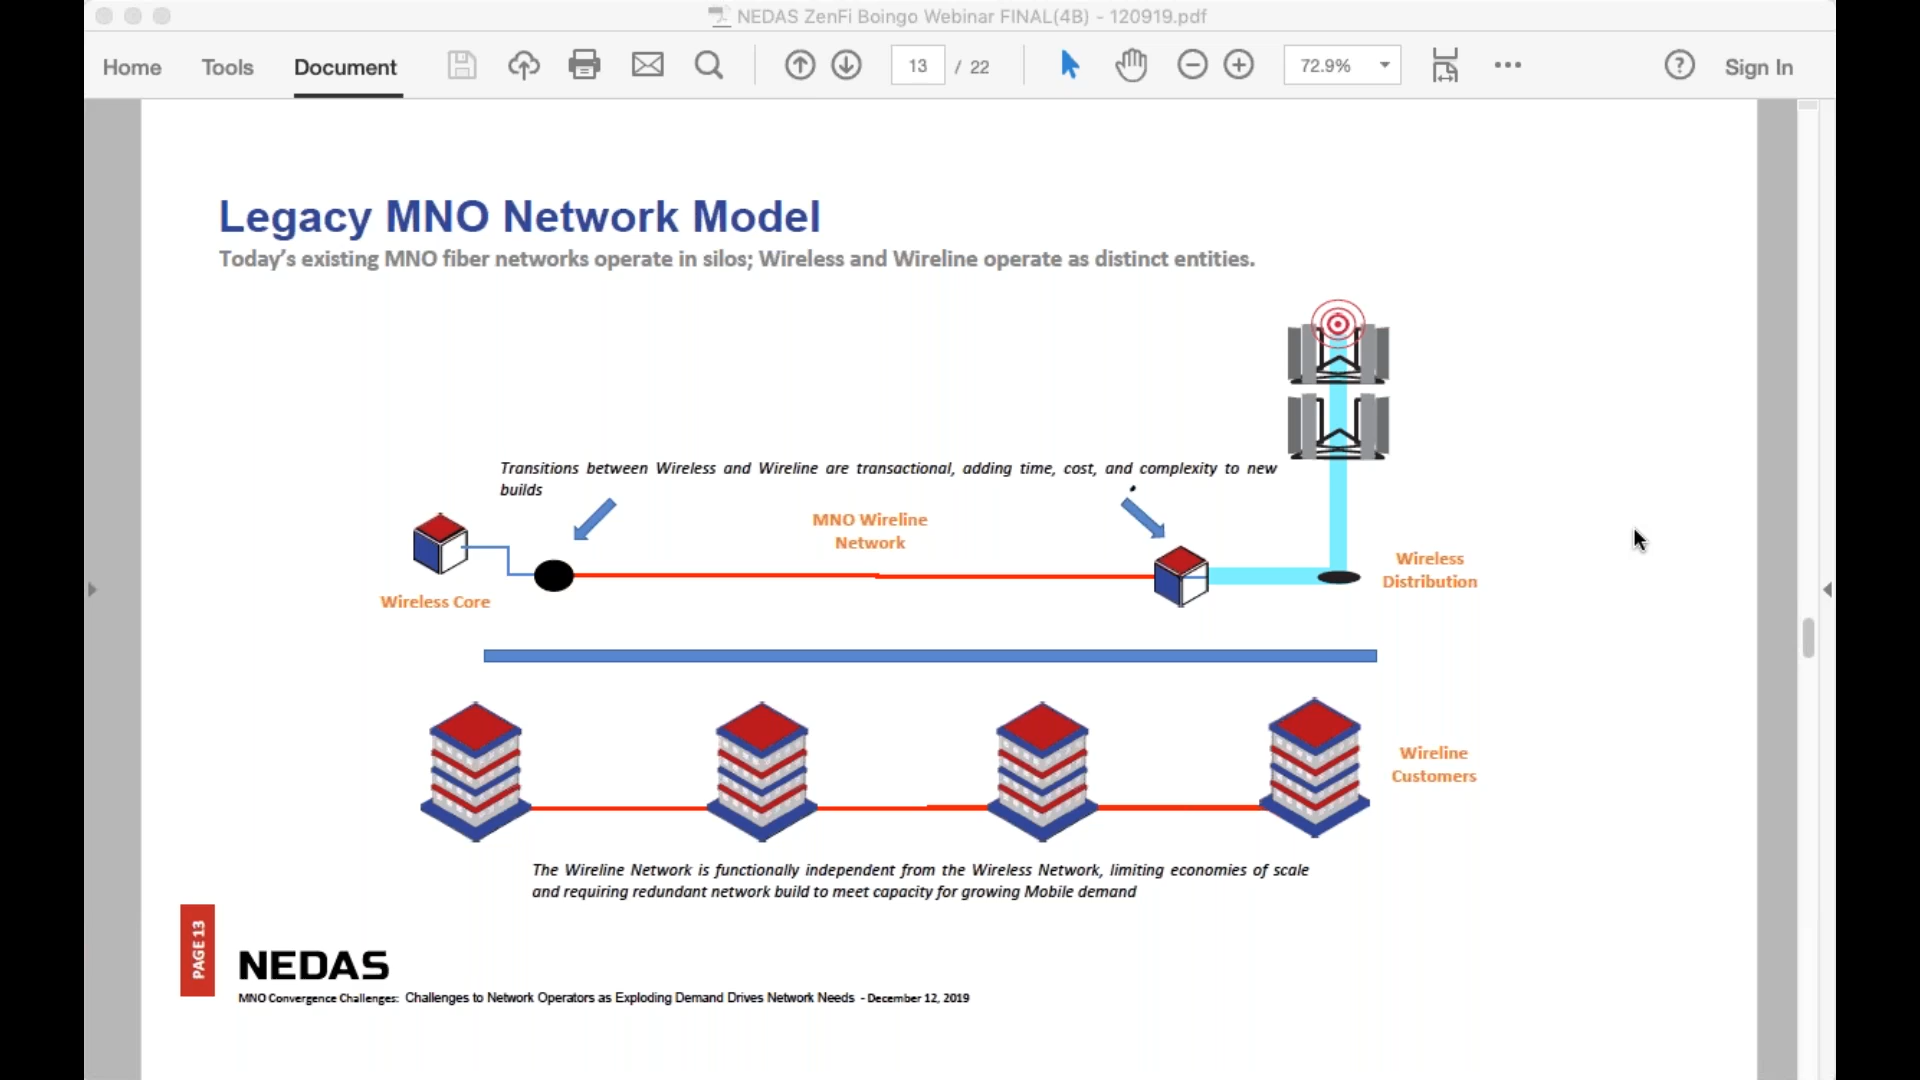 NEDAS ZenFi Boingo Webinar FINAL(4B) - 120919.pdf
Home Tools Document 13 / 22 72.9% Sign In
Legacy MNO Network Model
Today's existing MNO fiber networks operate in silos; Wireless and Wireline operate as distinct entities.
Transitions between Wireless and Wireline are transactional, adding time, cost, and complexity to new
builds
MNO Wireline
Network
Wireless
Distribution
Wireless Core
Wireline
Customers
The Wireline Network is functionally independent from the Wireless Network, limiting economies of scale
and requiring redundant network build to meet capacity for growing Mobile demand
PAGE 13
NEDAS
MNO Convergence Challenges: Challenges to Network Operators as Exploding Demand Drives Network Needs - December 12, 2019